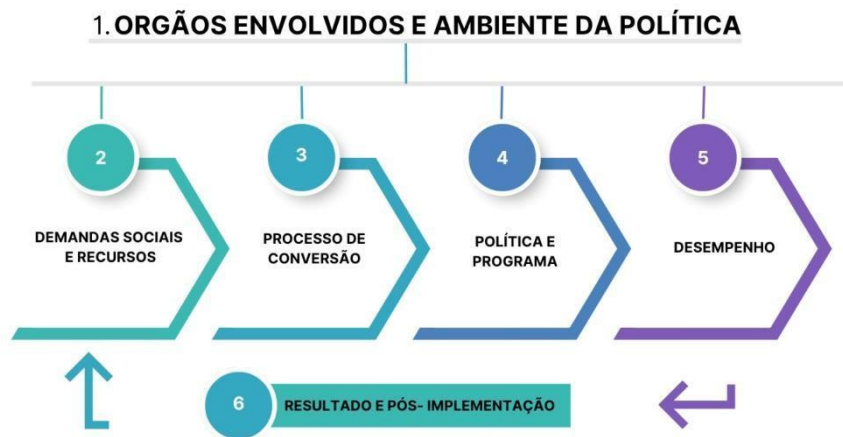 1. ORGÃOS ENVOLVIDOS E AMBIENTE DA POLÍTICA
2
DEMANDAS SOCIAIS
E RECURSOS
3
PROCESSO DE
CONVERSÃO
4
POLÍTICA E
PROGRAMA
5
DESEMPENHO
6
RESULTADO E PÓS- IMPLEMENTAÇÃO